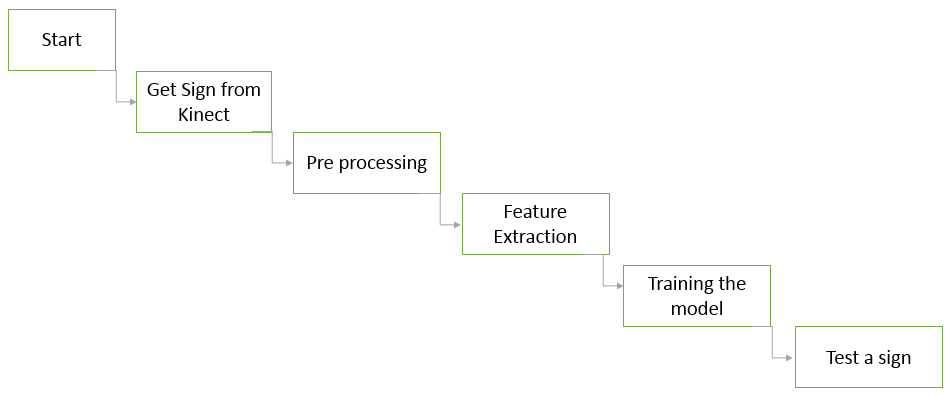 Start
Get Sign from
Kinect
Pre processing
Feature
Extraction
Training the
model
Test a sign